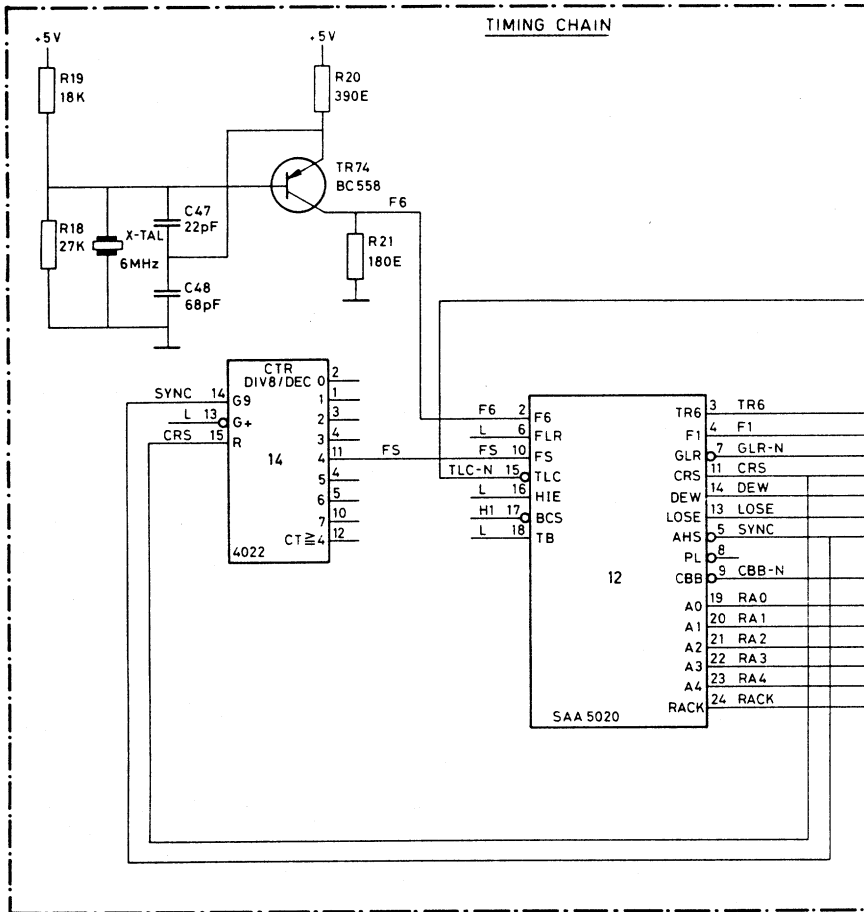 TIMING CHAIN
+5V
+5V
R19
18K
R20
390E
TR74
BC558
F6
R18
27K
X-TAL
6MHz
C47
22pF
C48
68pF
R21
180E
CTR
DIV8/DEC 0 2
1 1
2 3
3 4
4 11 FS
5 4
6 5
7 10
CT≧4 12
SYNC 14 G9
L 13 G+
CRS 15 R
14
4022
F6 2 F6
L 6 FLR
FS 10 FS
TLC-N 15 TLC
L 16 HIE
H1 17 BCS
L 18 TB
12
SAA 5020
TR6 3 TR6
F1 4 F1
GLR 7 GLR-N
CRS 11 CRS
DEW 14 DEW
LOSE 13 LOSE
AHS 5 SYNC
PL 8
CBB 9 CBB-N
A0 19 RA0
A1 20 RA1
A2 21 RA2
A3 22 RA3
A4 23 RA4
RACK 24 RACK